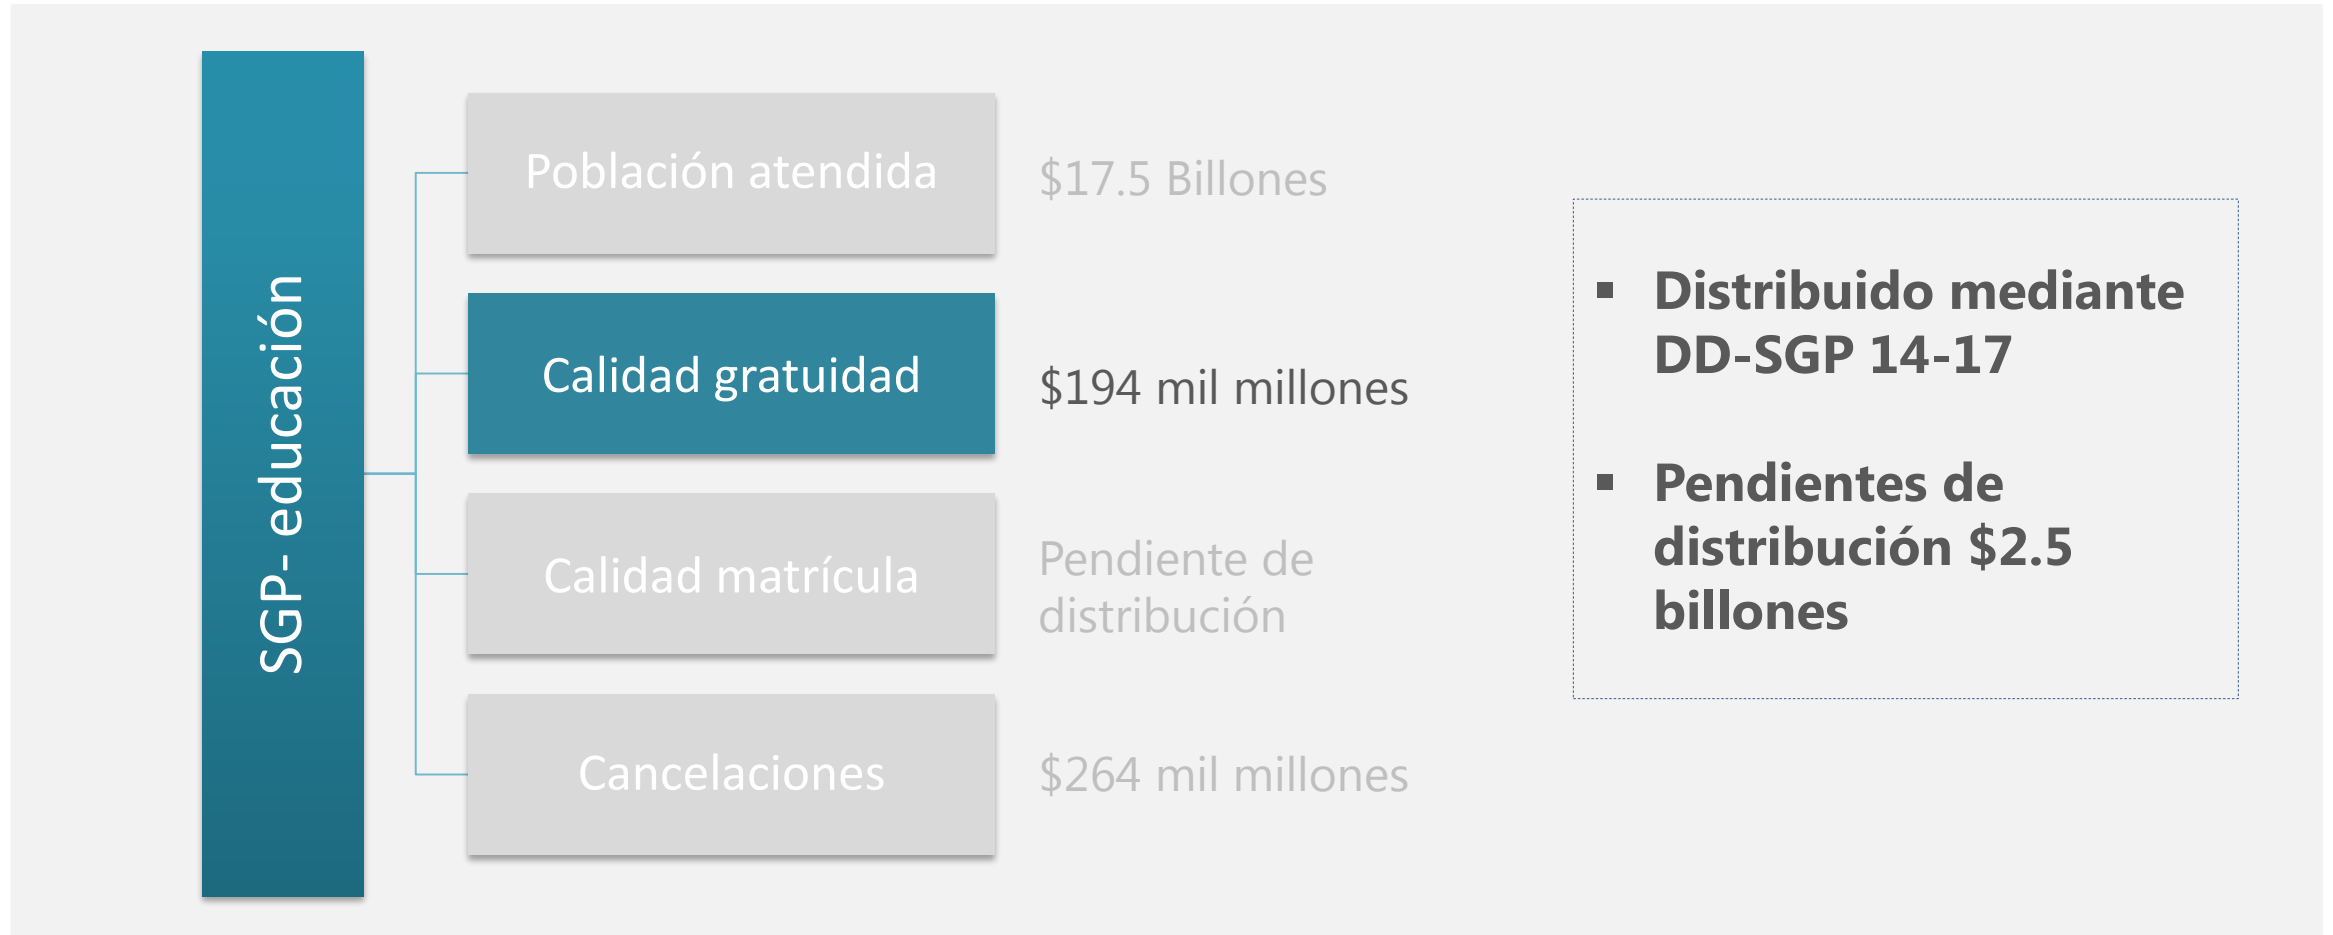 SGP- educación
Población atendida
$17.5 Billones
Calidad gratuidad
$194 mil millones
Calidad matrícula
Pendiente de
distribución
Cancelaciones
$264 mil millones
▪ Distribuido mediante
DD-SGP 14-17
▪ Pendientes de
distribución $2.5
billones